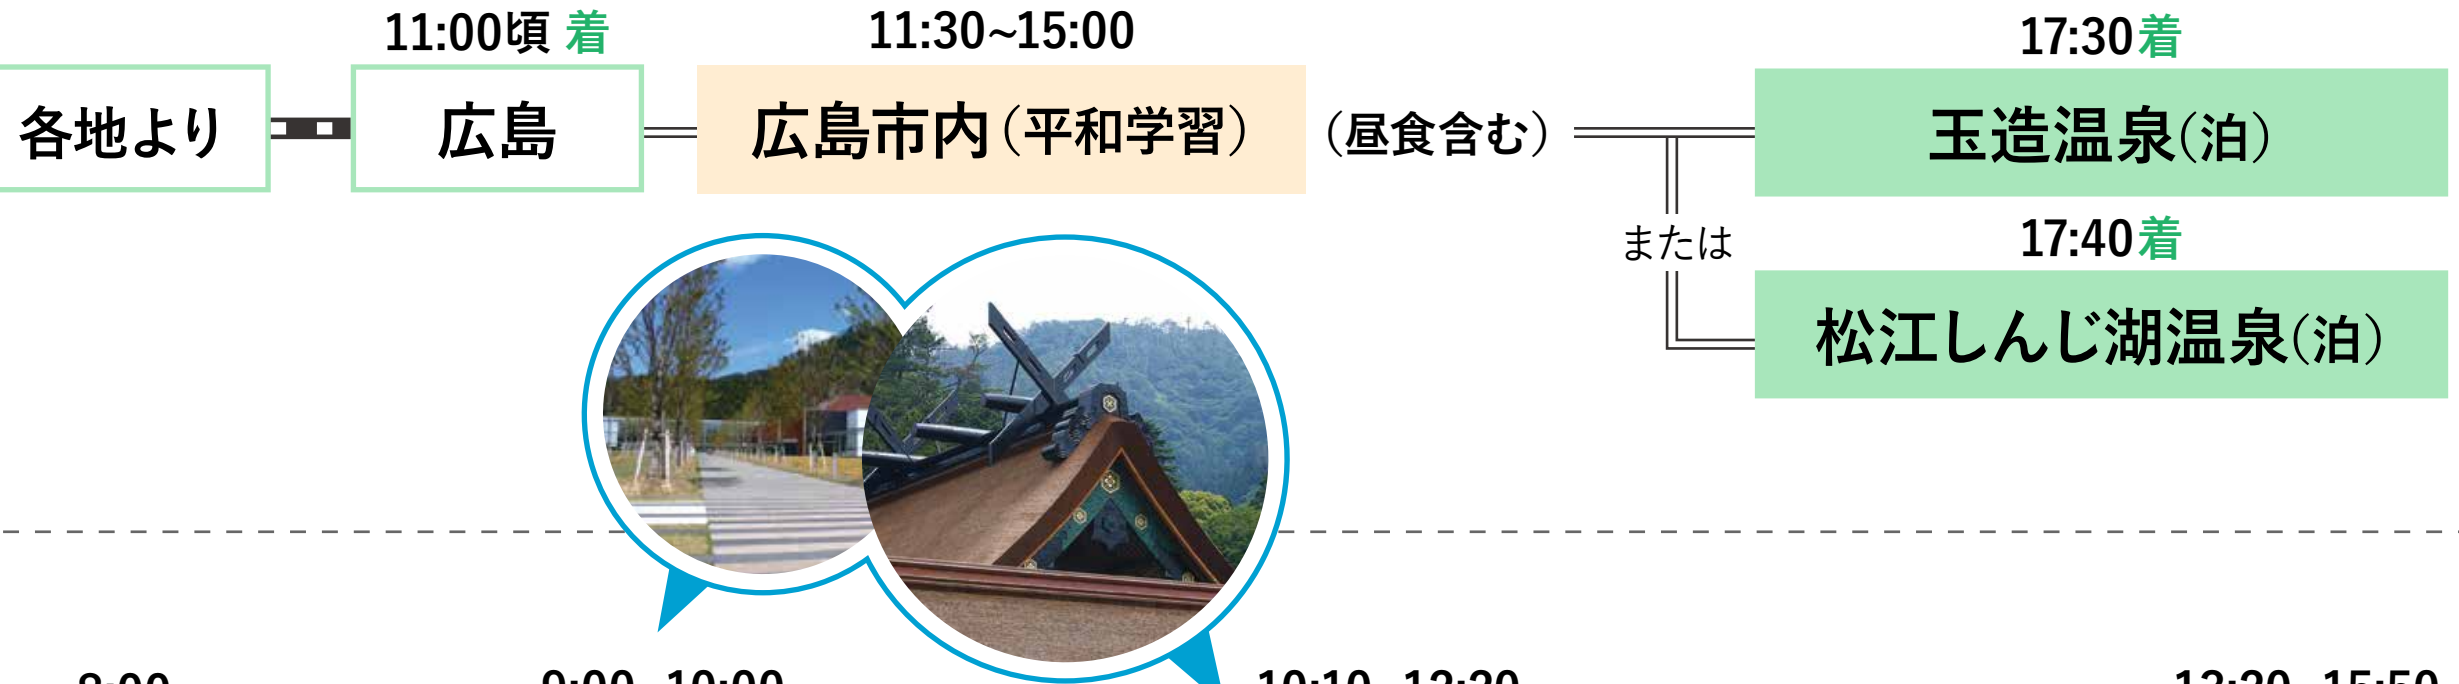 11:00頃 着
11:30~15:00
17:30着
各地より
広島
広島市内(平和学習)
(昼食含む)
玉造温泉(泊)
または
17:40着
松江しんじ湖温泉(泊)